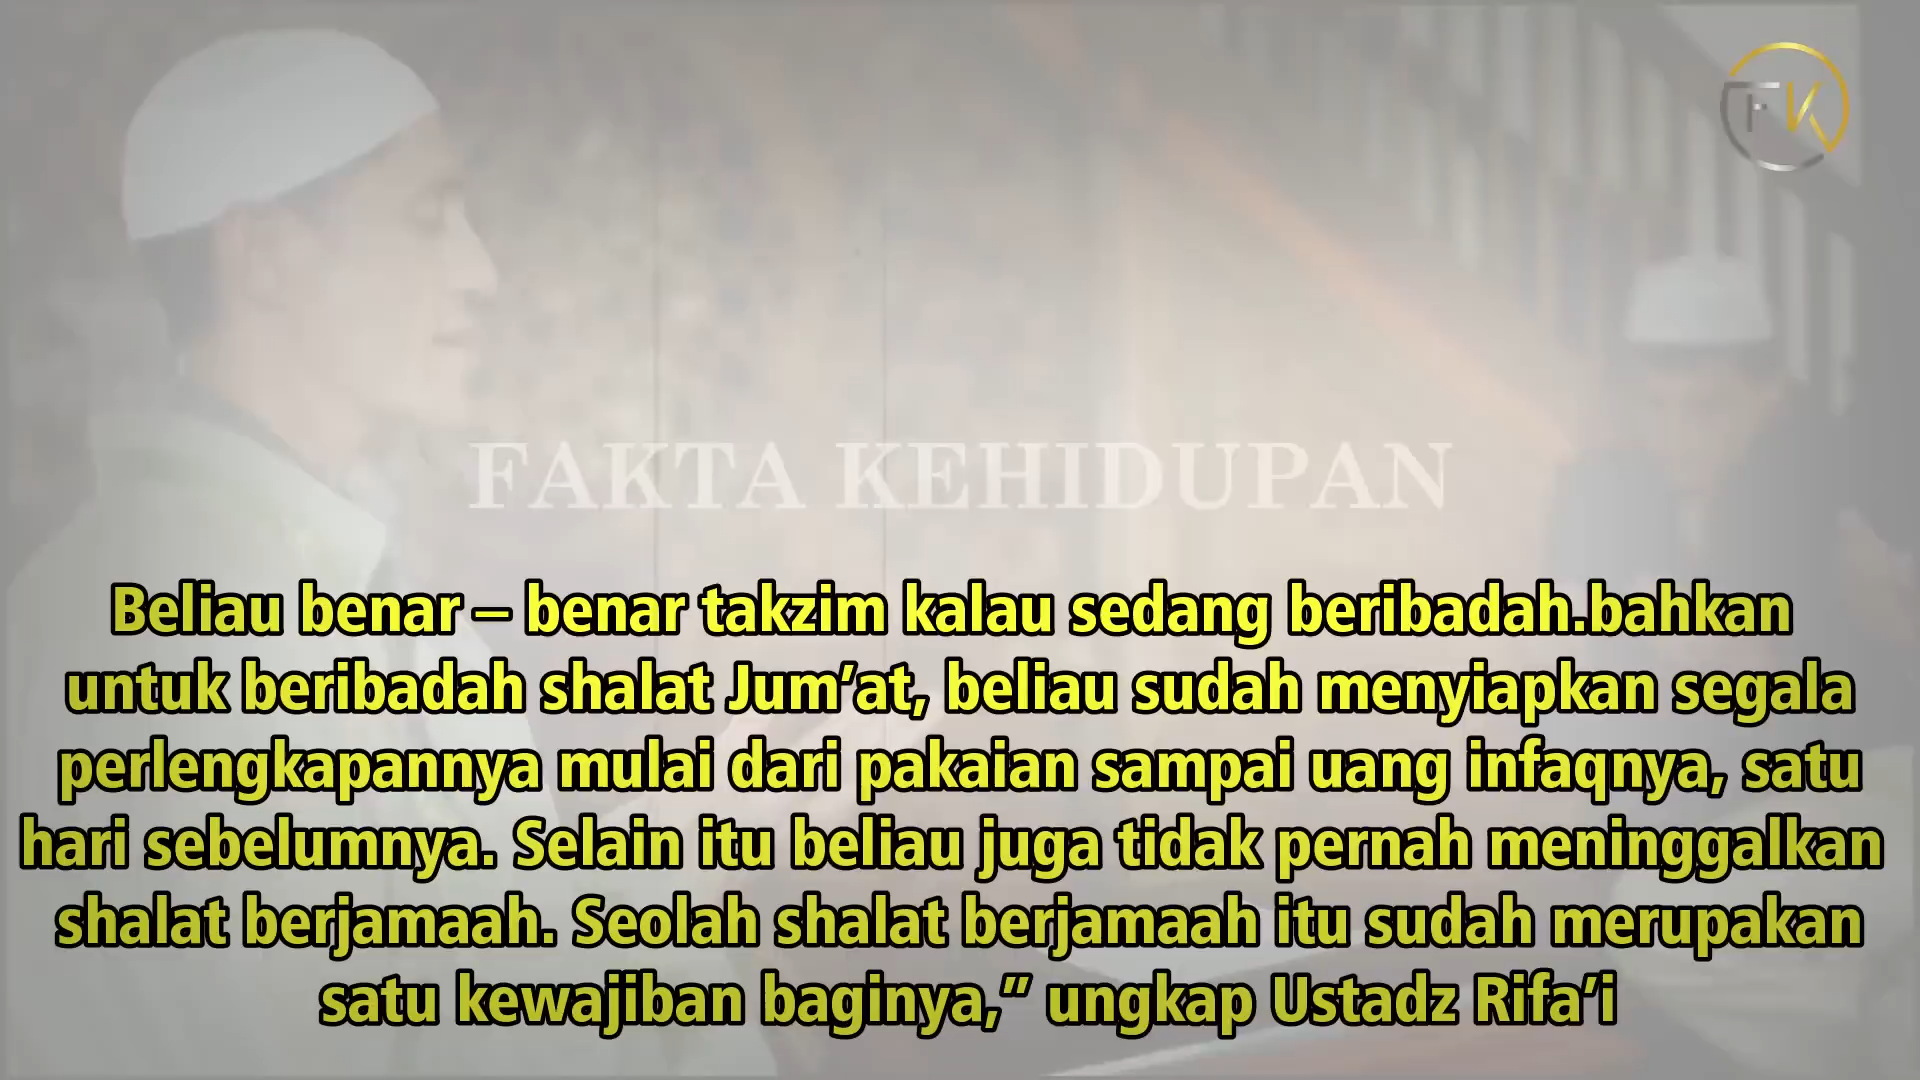 FK
FAKTA KEHIDUPAN
Beliau benar – benar takzim kalau sedang beribadah.bahkan
untuk beribadah shalat Jum’at, beliau sudah menyiapkan segala
perlengkapannya mulai dari pakaian sampai uang infaqnya, satu
hari sebelumnya. Selain itu beliau juga tidak pernah meninggalkan
shalat berjamaah. Seolah shalat berjamaah itu sudah merupakan
satu kewajiban baginya,” ungkap Ustadz Rifa’i